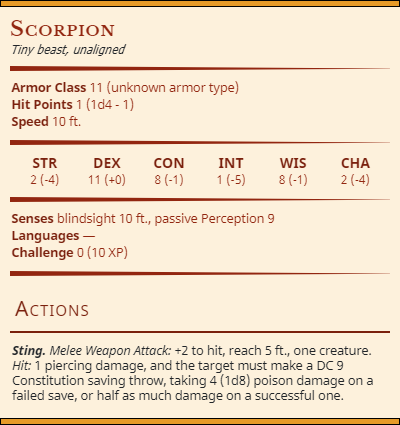 Scorpion
Tiny beast, unaligned
Armor Class 11 (unknown armor type)
Hit Points 1 (1d4 - 1)
Speed 10 ft.
STR DEX CON INT WIS CHA
2 (-4) 11 (+0) 8 (-1) 1 (-5) 8 (-1) 2 (-4)
Senses blindsight 10 ft., passive Perception 9
Languages —
Challenge 0 (10 XP)
Actions
Sting. Melee Weapon Attack: +2 to hit, reach 5 ft., one creature.
Hit: 1 piercing damage, and the target must make a DC 9
Constitution saving throw, taking 4 (1d8) poison damage on a
failed save, or half as much damage on a successful one.